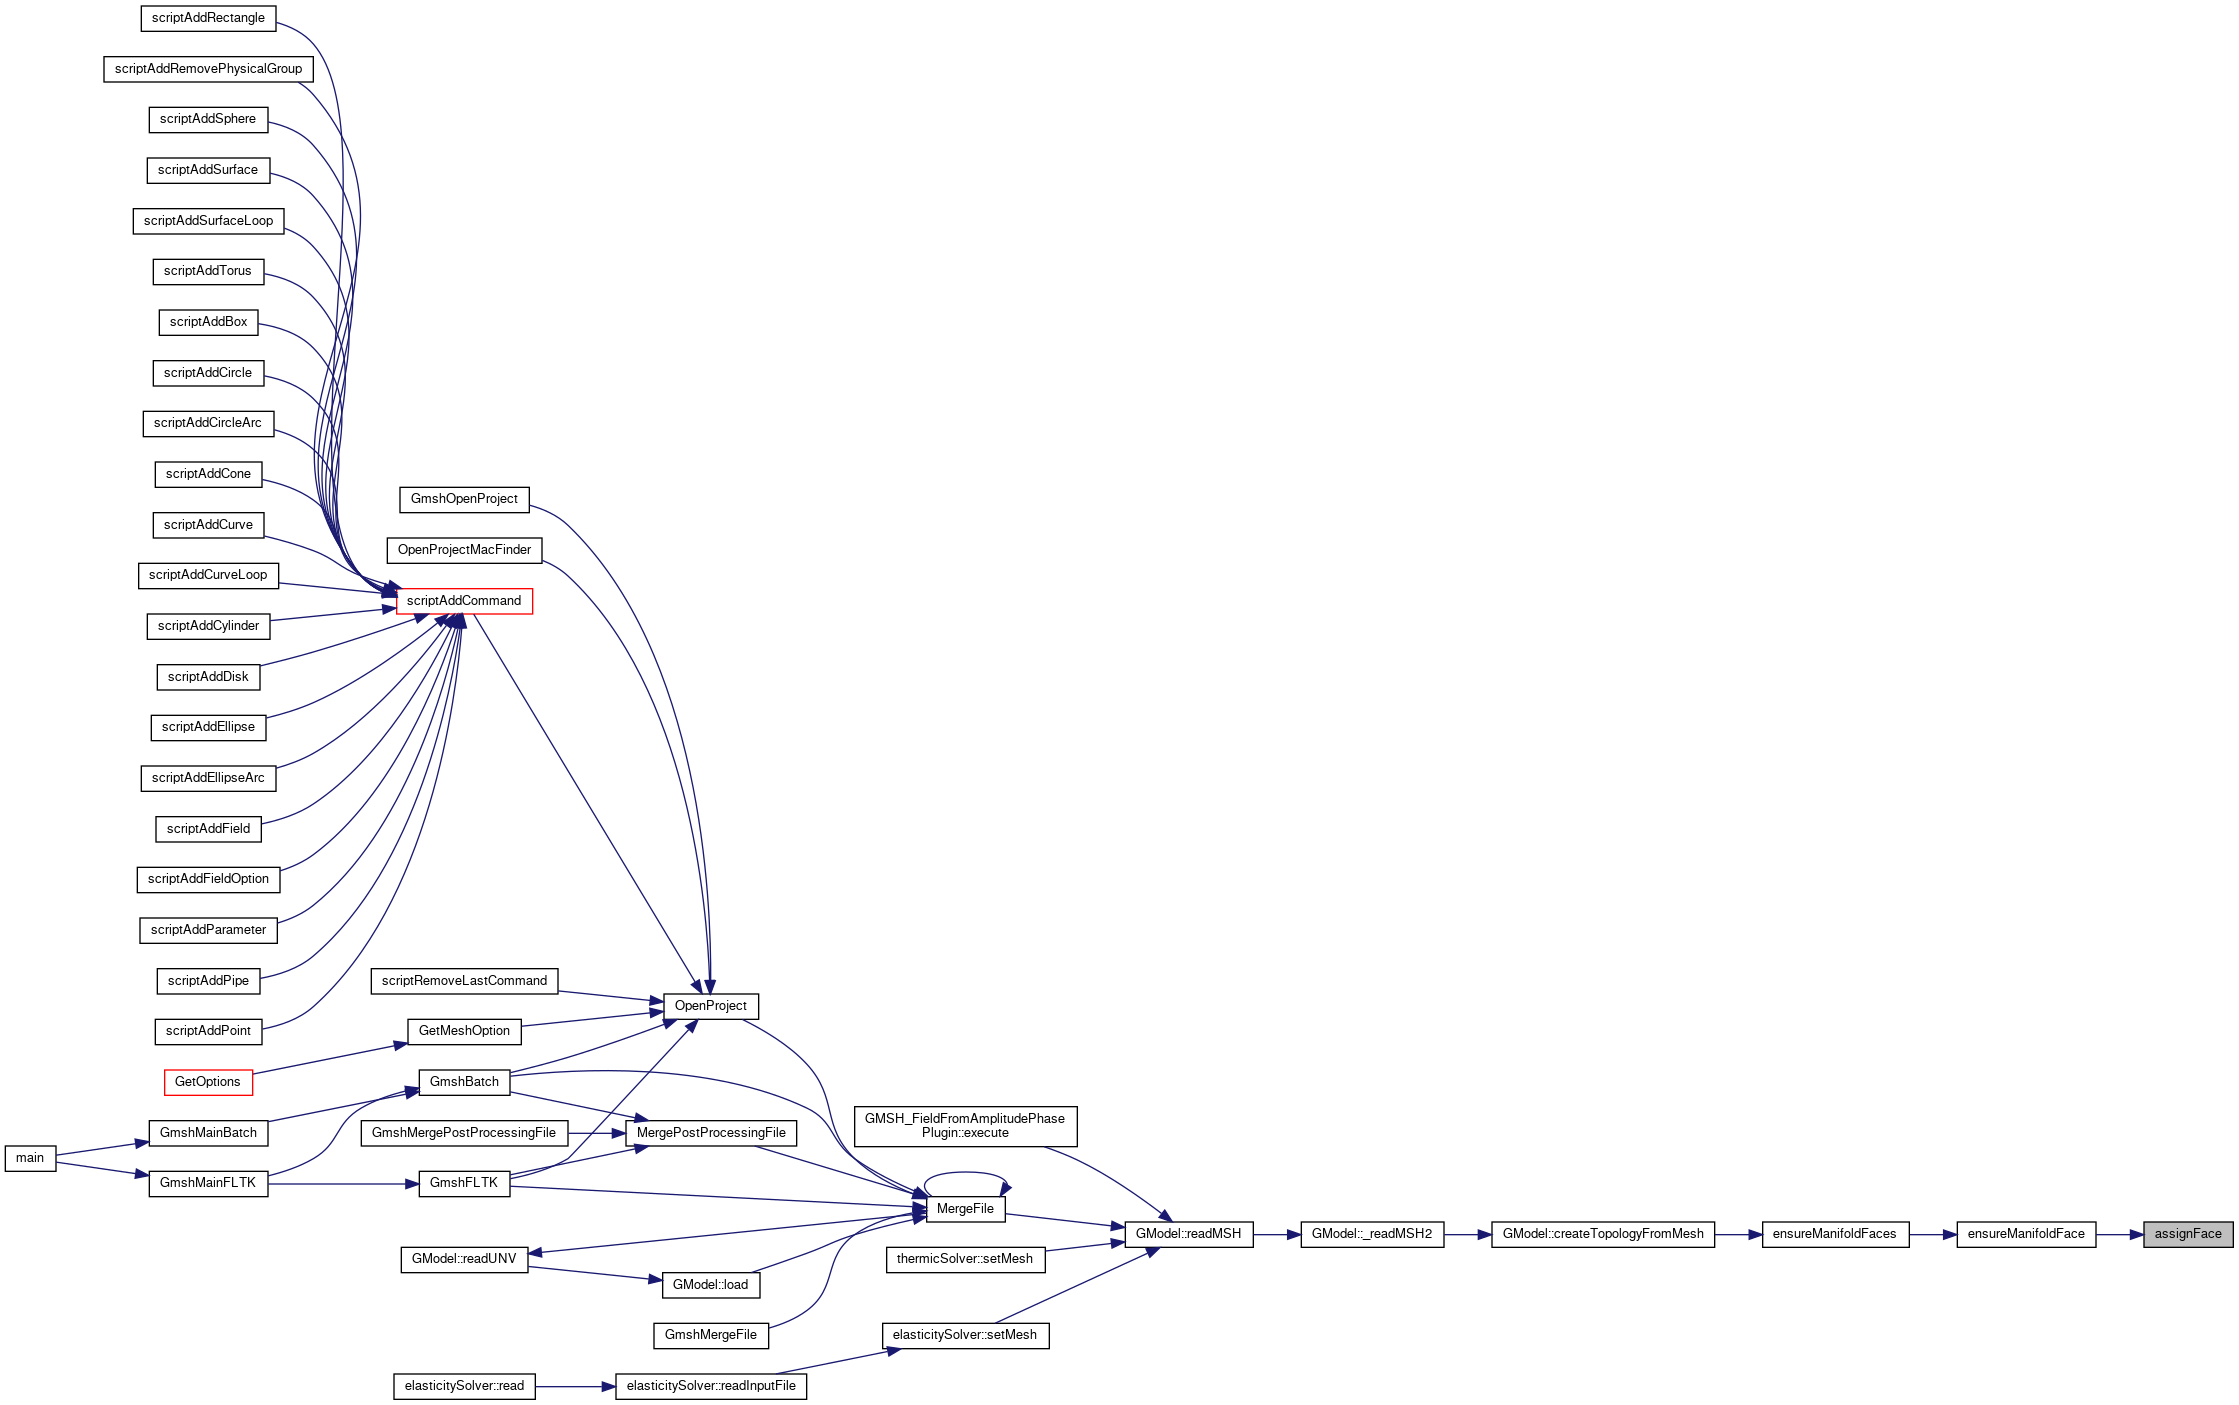 scriptAddRectangle
scriptAddRemovePhysicalGroup
scriptAddSphere
scriptAddSurface
scriptAddSurfaceLoop
scriptAddTorus
scriptAddBox
scriptAddCircle
scriptAddCircleArc
scriptAddCone
scriptAddCurve
scriptAddCurveLoop
scriptAddCylinder
scriptAddDisk
scriptAddEllipse
scriptAddEllipseArc
scriptAddField
scriptAddFieldOption
scriptAddParameter
scriptAddPipe
scriptAddPoint
GetOptions
GmshMainBatch
main
GmshMainFLTK
GmshOpenProject
OpenProjectMacFinder
scriptAddCommand
scriptRemoveLastCommand
GetMeshOption
GmshBatch
GmshMergePostProcessingFile
GmshFLTK
GModel::readUNV
elasticitySolver::read
OpenProject
MergePostProcessingFile
GModel::load
GmshMergeFile
elasticitySolver::readInputFile
GMSH_FieldFromAmplitudePhase
Plugin::execute
MergeFile
thermicSolver::setMesh
elasticitySolver::setMesh
GModel::readMSH
GModel::_readMSH2
GModel::createTopologyFromMesh
ensureManifoldFaces
ensureManifoldFace
assignFace